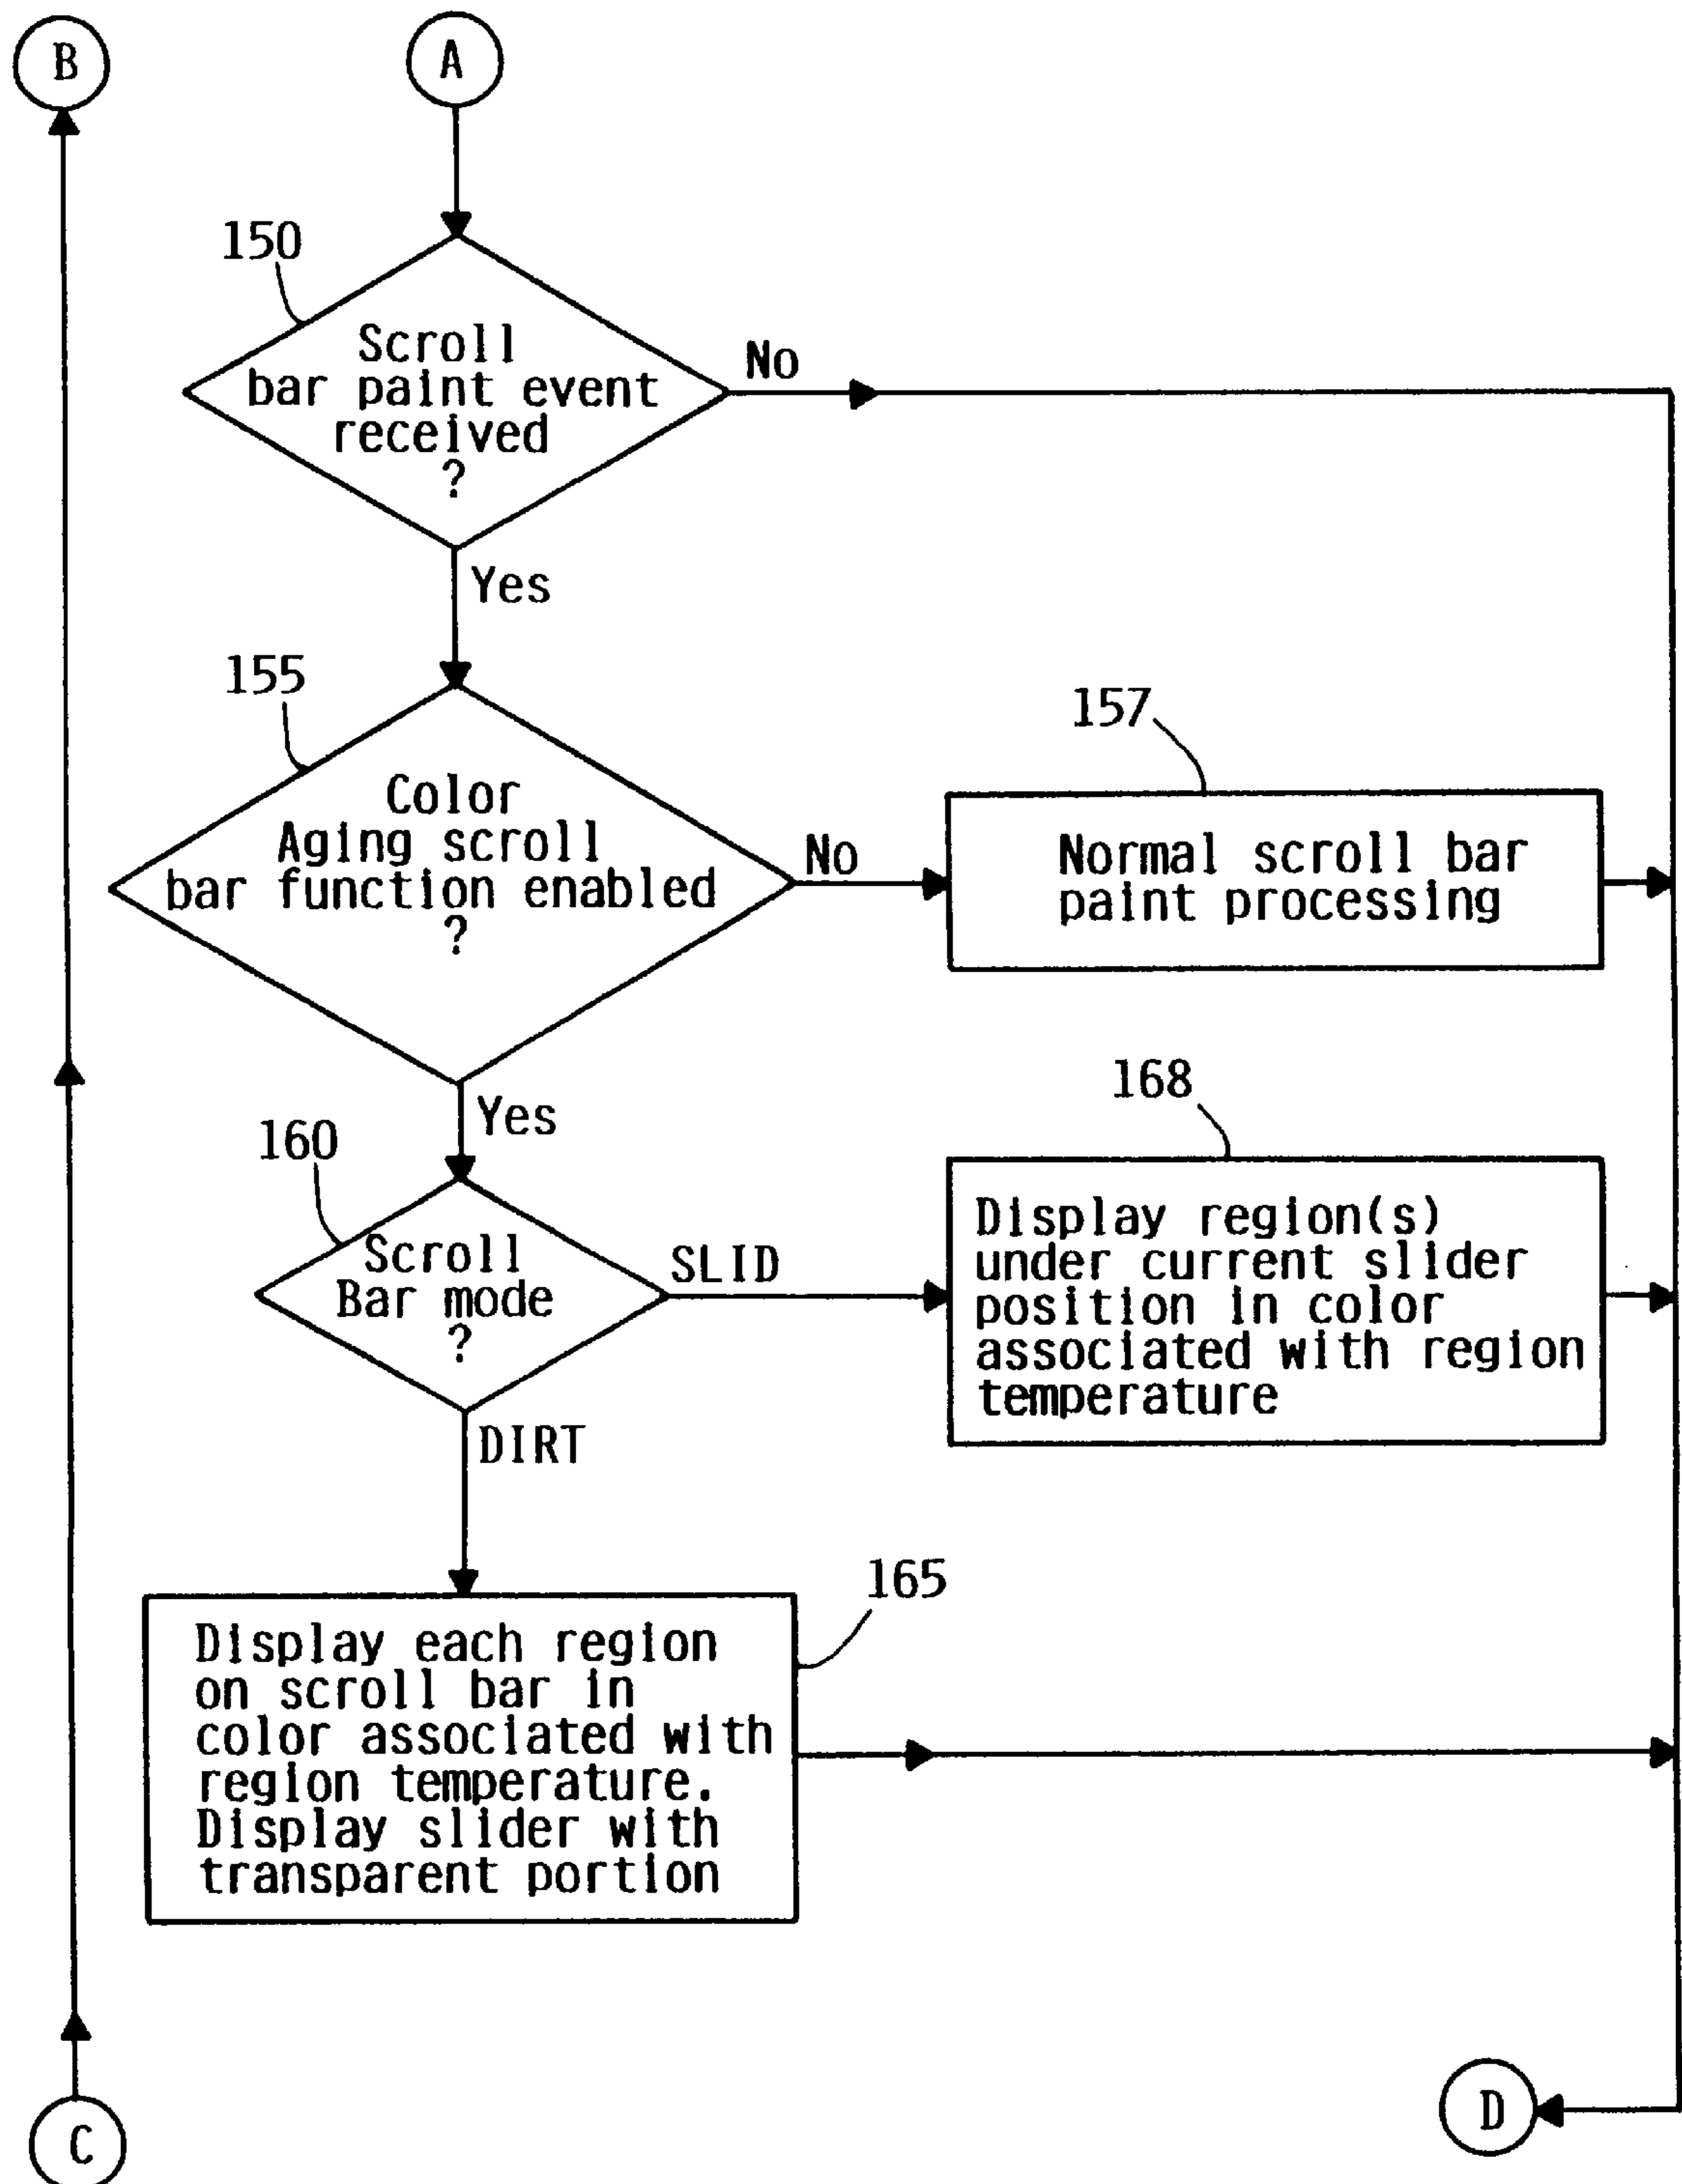 B
A
150
Scroll
bar paint event
received
?
No
Yes
155
Color
Aging scroll
bar function enabled
?
No
157
Normal scroll bar
paint processing
Yes
160
Scroll
Bar mode
?
SLID
168
Display region(s)
under current slider
position in color
associated with region
temperature
DIRT
165
Display each region
on scroll bar in
color associated with
region temperature.
Display slider with
transparent portion
C
D